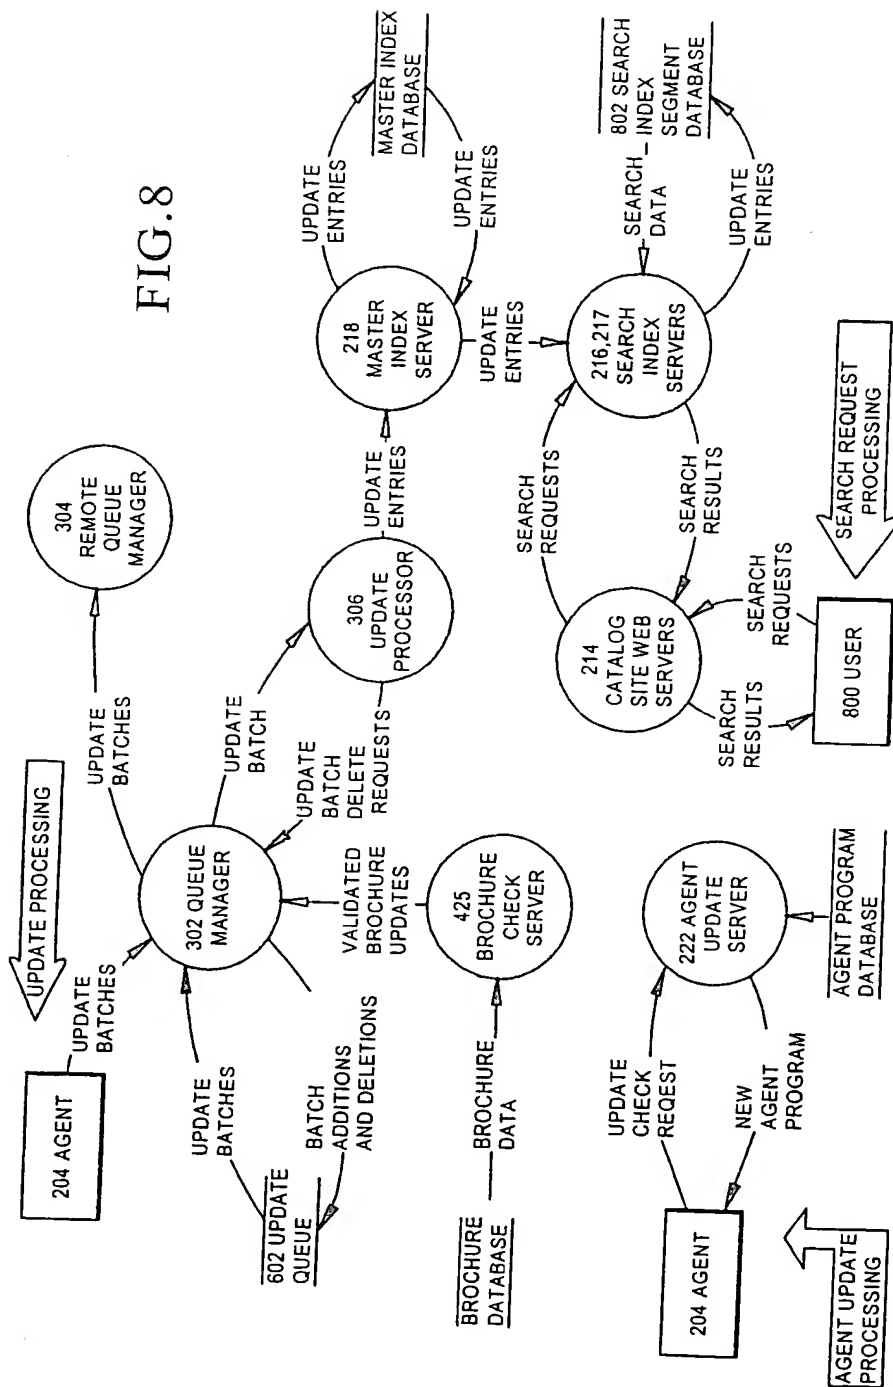 FIG.8
UPDATE PROCESSING
204 AGENT
UPDATE
BATCHES
302 QUEUE
MANAGER
UPDATE
BATCHES
304
REMOTE
QUEUE
MANAGER
UPDATE
BATCHES
BATCH
ADDITIONS
AND DELETIONS
602 UPDATE
QUEUE
UPDATE
BATCH
UPDATE
BATCH
DELETE
REQUESTS
306
UPDATE
PROCESSOR
UPDATE
ENTRIES
218
MASTER
INDEX
SERVER
UPDATE
ENTRIES
MASTER INDEX
DATABASE
UPDATE
ENTRIES
UPDATE
ENTRIES
BROCHURE
DATABASE
BROCHURE
DATA
425
BROCHURE
CHECK
SERVER
VALIDATED
BROCHURE
UPDATES
216,217
SEARCH
INDEX
SERVERS
SEARCH
DATA
802 SEARCH
INDEX
SEGMENT
DATABASE
UPDATE
ENTRIES
SEARCH
REQUESTS
SEARCH
RESULTS
214
CATALOG
SITE WEB
SERVERS
SEARCH
RESULTS
SEARCH
REQUESTS
800 USER
SEARCH REQUEST
PROCESSING
204 AGENT
UPDATE
CHECK
REQEST
NEW
AGENT
PROGRAM
222 AGENT
UPDATE
SERVER
AGENT PROGRAM
DATABASE
AGENT UPDATE
PROCESSING